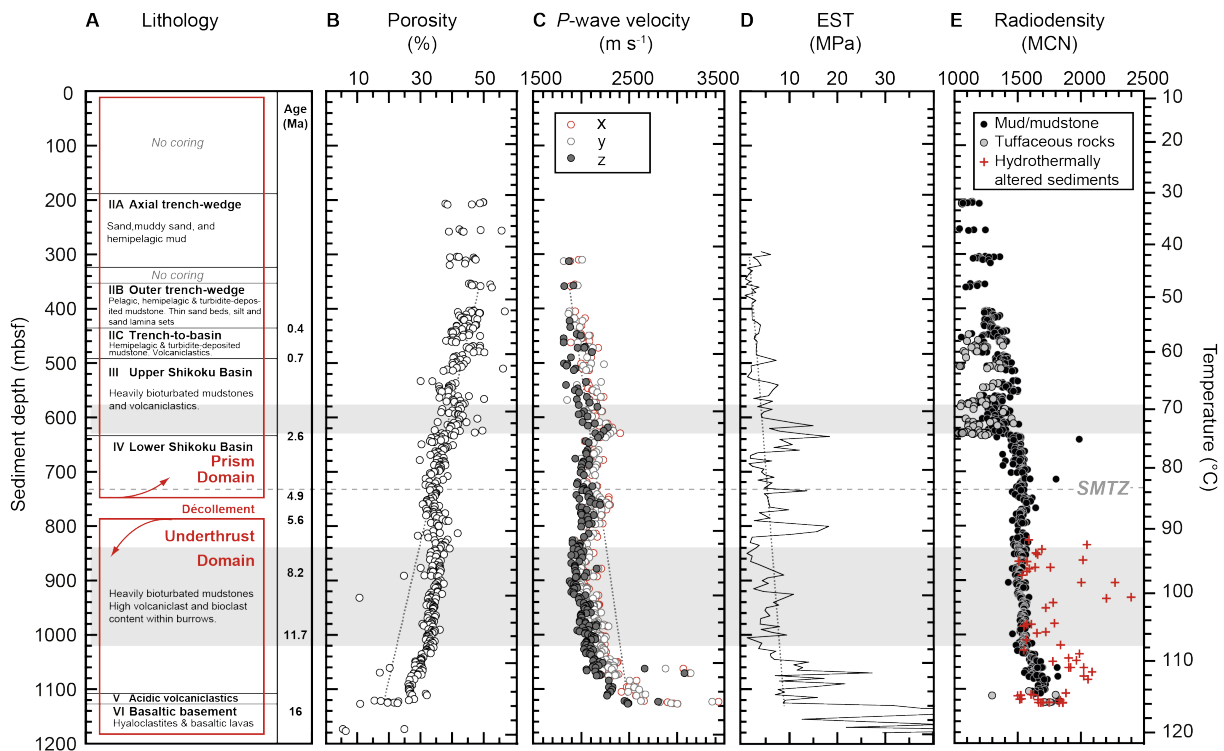 A Lithology
B Porosity
(%)
C P-wave velocity
(m s-1)
D EST
(MPa)
E Radiodensity
(MCN)
10 30 50
1500 2500 3500
0 10 20 30
1000 1500 2000 2500
Sediment depth (mbsf)
0
100
200
300
400
500
600
700
800
900
1000
1100
1200
Age
(Ma)
No coring
IIA Axial trench-wedge
Sand,muddy sand, and
hemipelagic mud
No coring
IIB Outer trench-wedge
Pelagic, hemipelagic & turbidite-depos-
ited mudstone. Thin sand beds, silt and
sand lamina sets
0.4
IIC Trench-to-basin
Hemipelagic & turbidite-deposited
mudstone. Volcaniclastics.
0.7
III Upper Shikoku Basin
Heavily bioturbated mudstones
and volcaniclastics.
2.6
IV Lower Shikoku Basin
Prism
Domain
4.9
Décollement
5.6
Underthrust
Domain
8.2
Heavily bioturbated mudstones
High volcaniclast and bioclast
content within burrows.
11.7
V Acidic volcaniclastics
VI Basaltic basement
16
Hyaloclastites & basaltic lavas
x
y
z
Mud/mudstone
Tuffaceous rocks
Hydrothermally
altered sediments
SMTZ
10
20
30
40
50
60
70
80
90
100
110
120
Temperature (°C)